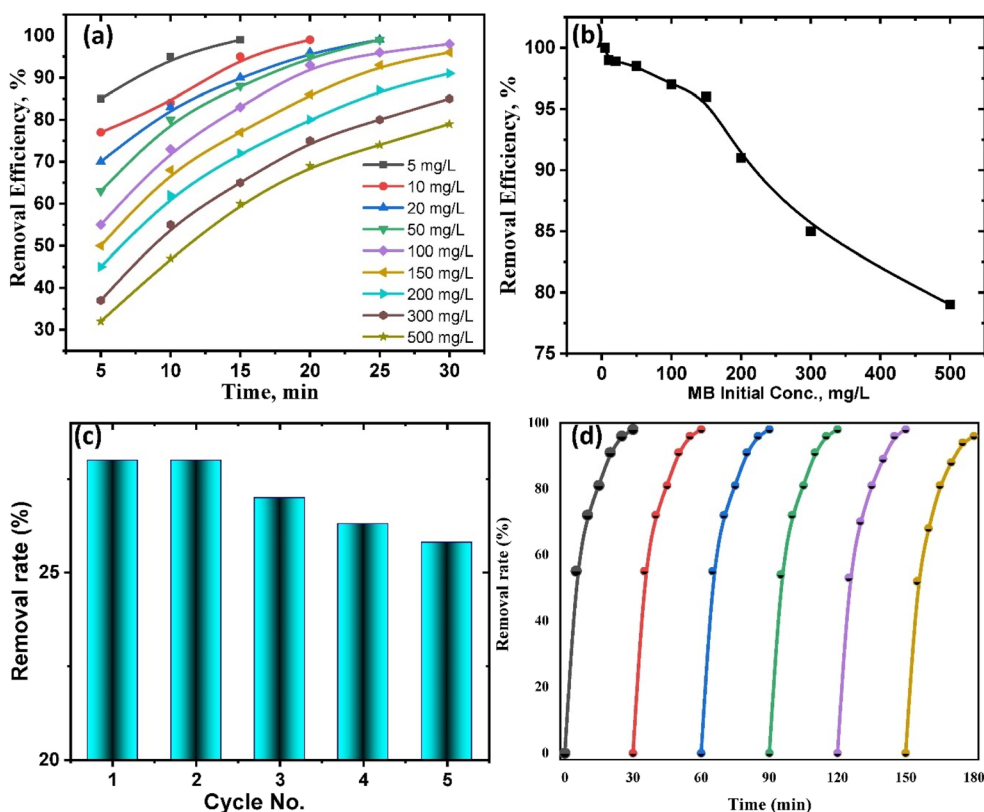 (a)
Removal Efficiency, %
100
90
80
70
60
50
40
30
5 mg/L
10 mg/L
20 mg/L
50 mg/L
100 mg/L
150 mg/L
200 mg/L
300 mg/L
500 mg/L
5 10 15 20 25 30
Time, min
(b)
Removal Efficiency, %
100
95
90
85
80
75
0 100 200 300 400 500
MB Initial Conc., mg/L
(c)
Removal rate (%)
25
20
1 2 3 4 5
Cycle No.
(d)
Removal rate (%)
100
80
60
40
20
0
0 30 60 90 120 150 180
Time (min)